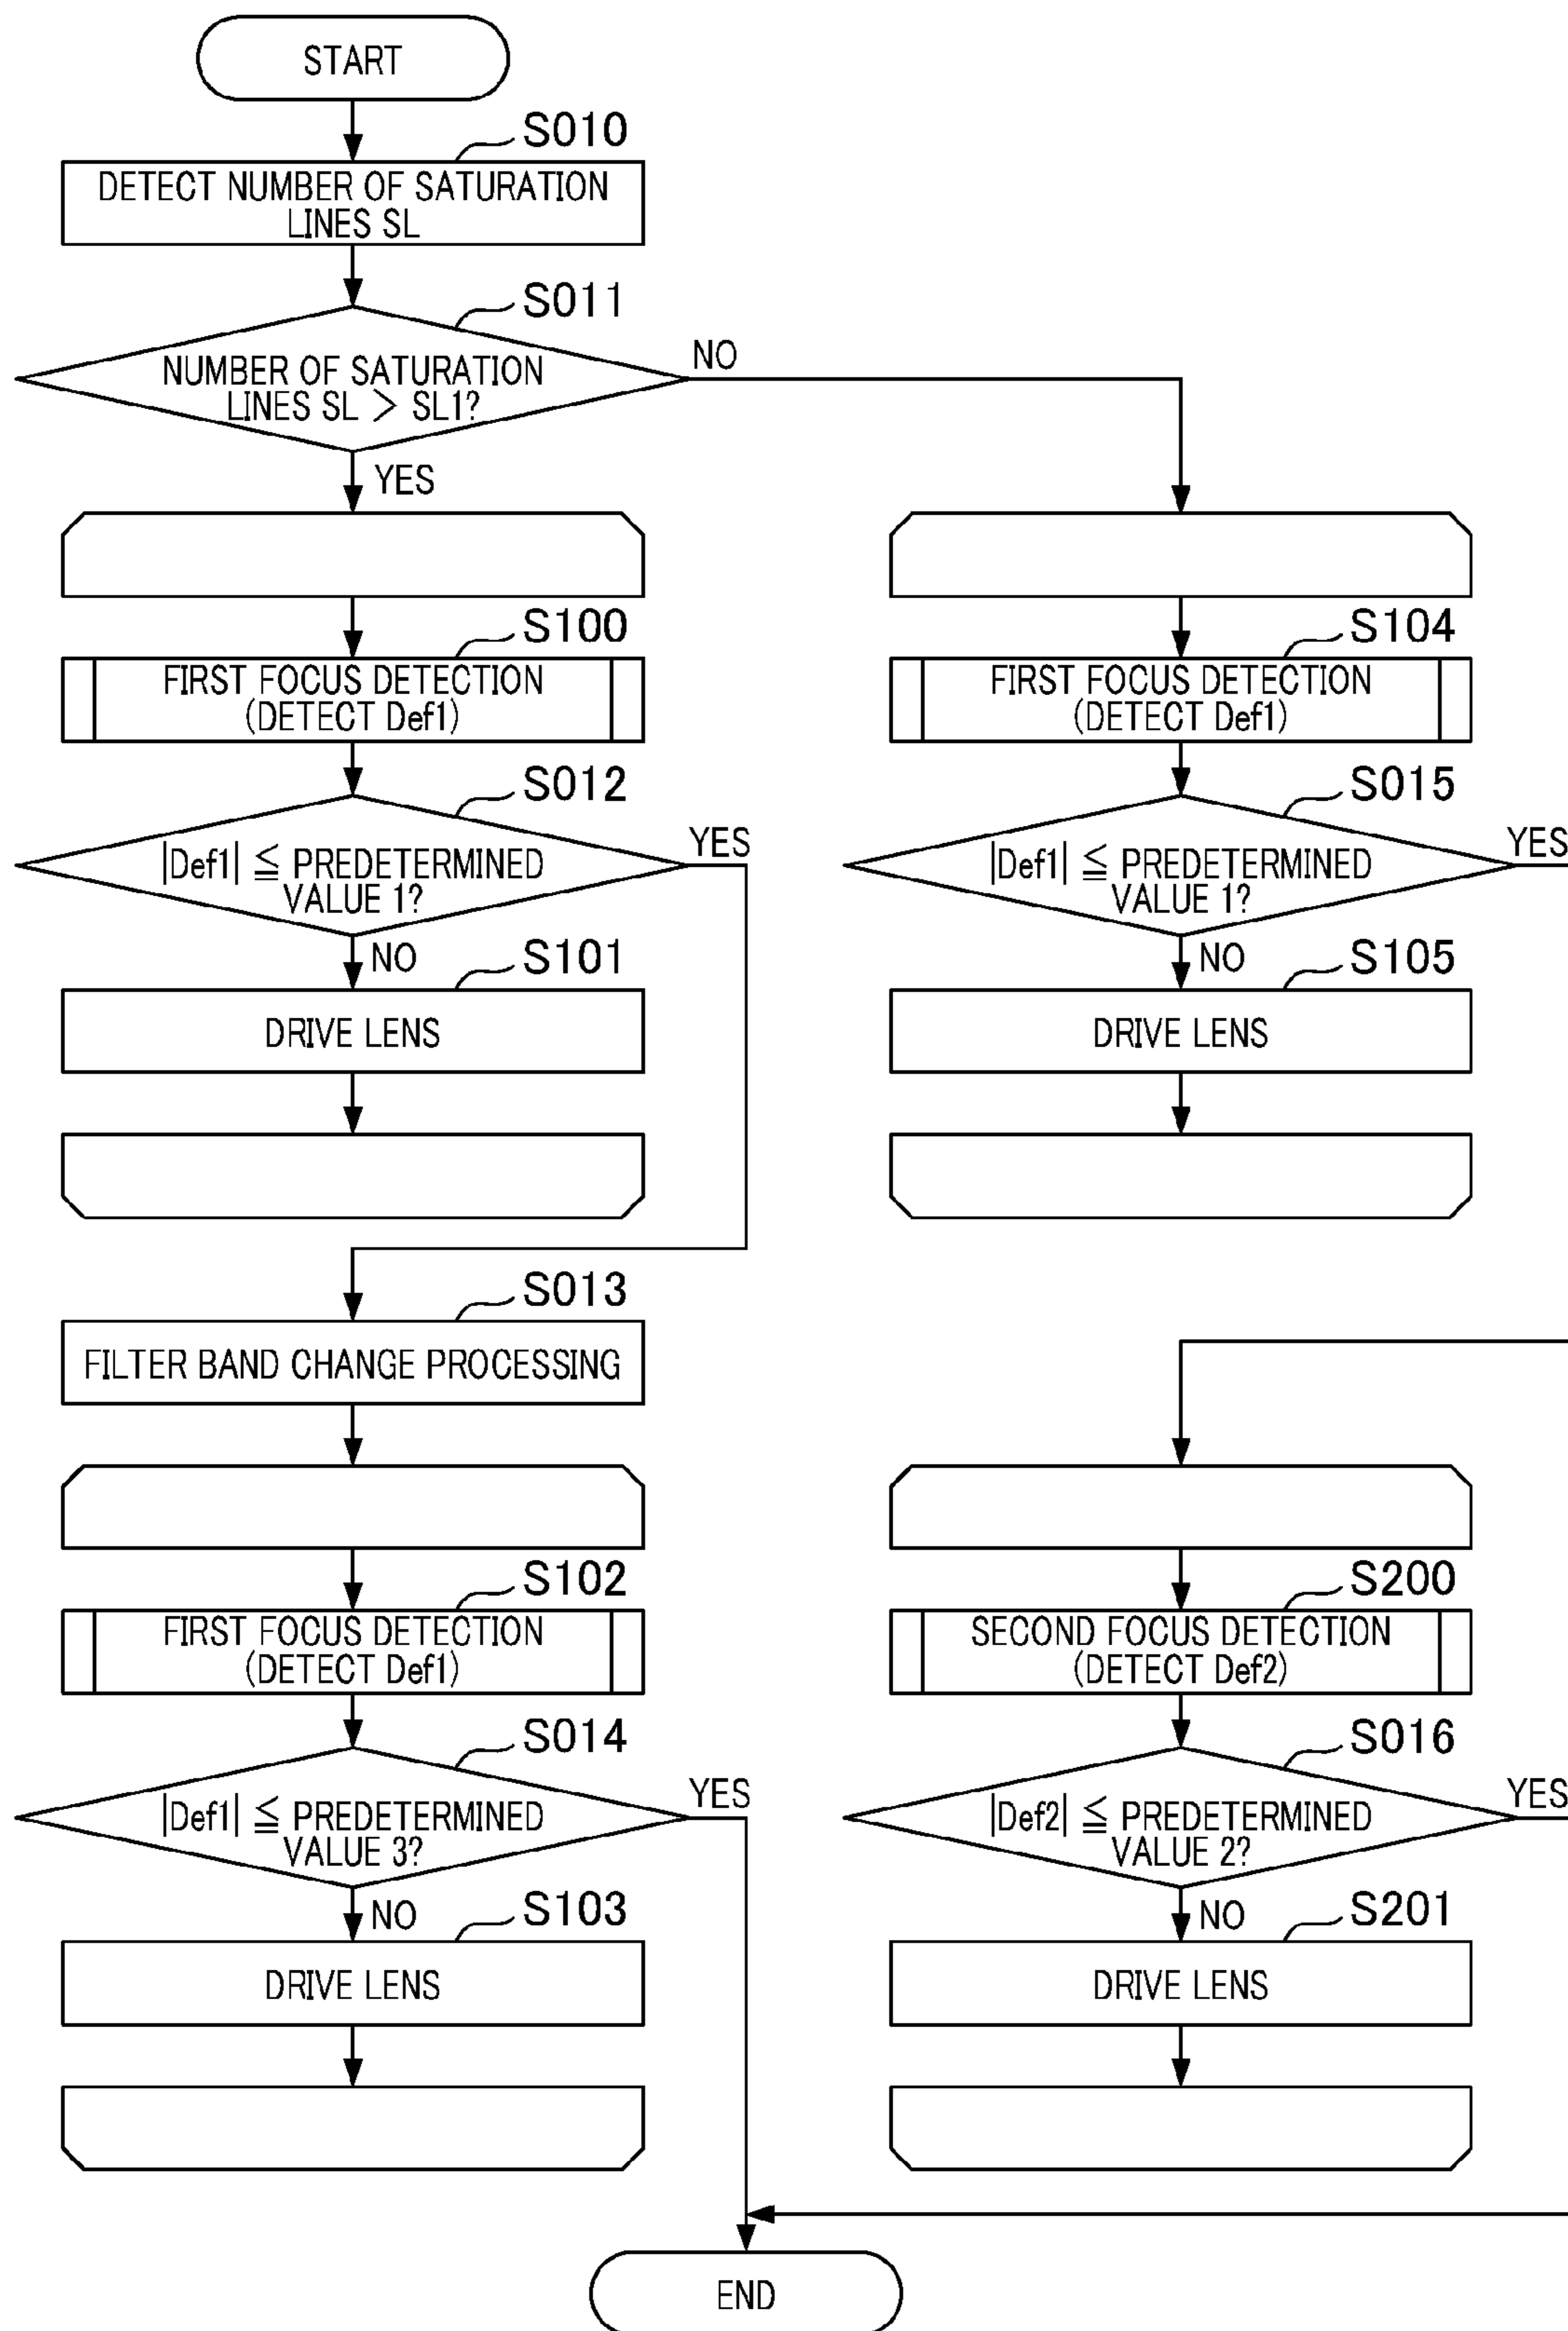 START
S010
DETECT NUMBER OF SATURATION
LINES SL
S011
NUMBER OF SATURATION
LINES SL > SL1?
NO
YES
S100
FIRST FOCUS DETECTION
(DETECT Def1)
S104
FIRST FOCUS DETECTION
(DETECT Def1)
S012
|Def1| ≦ PREDETERMINED
VALUE 1?
YES
NO
S015
|Def1| ≦ PREDETERMINED
VALUE 1?
YES
NO
S101
DRIVE LENS
S105
DRIVE LENS
S013
FILTER BAND CHANGE PROCESSING
S102
FIRST FOCUS DETECTION
(DETECT Def1)
S200
SECOND FOCUS DETECTION
(DETECT Def2)
S014
|Def1| ≦ PREDETERMINED
VALUE 3?
YES
NO
S016
|Def2| ≦ PREDETERMINED
VALUE 2?
YES
NO
S103
DRIVE LENS
S201
DRIVE LENS
END